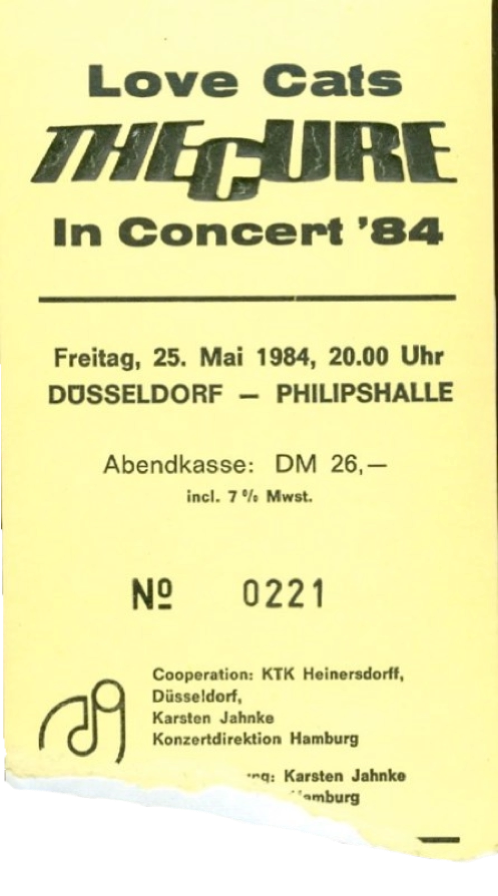 Love Cats
THE CURE
In Concert '84
Freitag, 25. Mai 1984, 20.00 Uhr
DÜSSELDORF – PHILIPSHALLE
Abendkasse: DM 26,–
incl. 7 % Mwst.
Nº 0221
Cooperation: KTK Heinersdorff,
Düsseldorf,
Karsten Jahnke
Konzertdirektion Hamburg
Karsten Jahnke